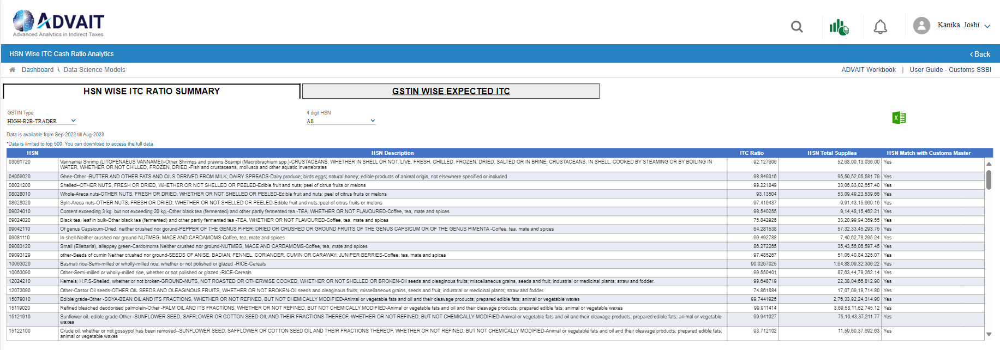 ADVAIT
Advanced Analytics in Indirect Taxes
Kanika Joshi
HSN Wise ITC Cash Ratio Analytics
< Back
Dashboard \ Data Science Models
ADVAIT Workbook | User Guide - Customs SSBI
HSN WISE ITC RATIO SUMMARY
GSTIN WISE EXPECTED ITC
GSTIN Type
4 digit HSN
HIGH-B2B-TRADER
All
Data is available from Sep-2022 till Aug-2023
*Data is limited to top 500. You can download to access the full data.
HSN HSN Description ITC Ratio HSN Total Supplies HSN Match with Customs Master
03061720 Vannamei Shrimp (LITOPENAEUS VANNAMEI)-Other Shrimps and prawns Scampi (Macrobrachium spp.)-CRUSTACEANS, WHETHER IN SHELL OR NOT, LIVE, FRESH, CHILLED, FROZEN, DRIED, SALTED OR IN BRINE; CRUSTACEANS, IN SHELL, COOKED BY STEAMING OR BY BOILING IN 92.127606 52,68,00,13,036.00 Yes
WATER, WHETHER OR NOT CHILLED, FROZEN, DRIED,-Fish and crustaceans, molluscs and other aquatic invertebrates
04059020 Ghee-Other -BUTTER AND OTHER FATS AND OILS DERIVED FROM MILK; DAIRY SPREADS-Dairy produce; birds eggs; natural honey; edible products of animal origin, not elsewhere specified or included 98.849316 95,50,52,05,581.79 Yes
08021200 Shelled--OTHER NUTS, FRESH OR DRIED, WHETHER OR NOT SHELLED OR PEELED-Edible fruit and nuts; peel of citrus fruits or melons 99.221849 33,06,83,02,657.40 Yes
08028010 Whole-Areca nuts-OTHER NUTS, FRESH OR DRIED, WHETHER OR NOT SHELLED OR PEELED-Edible fruit and nuts; peel of citrus fruits or melons 93.13504 53,09,49,23,539.66 Yes
08028020 Split-Areca nuts-OTHER NUTS, FRESH OR DRIED, WHETHER OR NOT SHELLED OR PEELED-Edible fruit and nuts; peel of citrus fruits or melons 97.416487 9,91,43,15,660.16 Yes
09024010 Content exceeding 3 kg. but not exceeding 20 kg.-Other black tea (fermented) and other partly fermented tea -TEA, WHETHER OR NOT FLAVOURED-Coffee, tea, mate and spices 98.540255 9,14,48,15,462.21 Yes
09024020 Black tea, leaf in bulk-Other black tea (fermented) and other partly fermented tea -TEA, WHETHER OR NOT FLAVOURED-Coffee, tea, mate and spices 75.842926 33,20,99,94,369.55 Yes
09042110 Of genus Capsicum-Dried, neither crushed nor gorund-PEPPER OF THE GENUS PIPER; DRIED OR CRUSHED OR GROUND FRUITS OF THE GENUS CAPSICUM OR OF THE GENUS PIMENTA -Coffee, tea, mate and spices 64.281538 57,32,33,45,293.75 Yes
09081110 In shell-Neither crushed nor ground-NUTMEG, MACE AND CARDAMOMS-Coffee, tea, mate and spices 99.492788 7,40,62,78,295.24 Yes
09083120 Small (Ellettaria), alleppey green-Cardomoms Neither crushed nor ground-NUTMEG, MACE AND CARDAMOMS-Coffee, tea, mate and spices 86.272265 35,43,56,06,597.45 Yes
09093129 other-Seeds of cumin Neither crushed nor ground-SEEDS OF ANISE, BADIAN, FENNEL, CORIANDER, CUMIN OR CARAWAY; JUNIPER BERRIES-Coffee, tea, mate and spices 97.485267 51,06,40,84,325.07 Yes
10063020 Basmati rice-Semi-milled or wholly-milled rice, whether or not polished or glazed -RICE-Cereals 90.0267025 1,64,88,09,32,306.22 Yes
10063090 Other-Semi-milled or wholly-milled rice, whether or not polished or glazed -RICE-Cereals 99.550401 87,63,44,79,262.14 Yes
12024210 Kernels, H.P.S-Shelled, whether or not broken-GROUND-NUTS, NOT ROASTED OR OTHERWISE COOKED, WHETHER OR NOT SHELLED OR BROKEN-Oil seeds and oleaginous fruits; miscellaneous grains, seeds and fruit; industrial or medicinal plants; straw and fodder. 99.648719 22,38,04,66,812.90 Yes
12073090 Other-Castor Oil seeds-OTHER OIL SEEDS AND OLEAGINOUS FRUITS, WHETHER OR NOT BROKEN-Oil seeds and oleaginous fruits; miscellaneous grains, seeds and fruit; industrial or medicinal plants; straw and fodder. 74.861884 17,07,09,19,714.80 Yes
15079010 Edible grade-Other -SOYA-BEAN OIL AND ITS FRACTIONS, WHETHER OR NOT REFINED, BUT NOT CHEMICALLY MODIFIED-Animal or vegetable fats and oil and their cleavage products; prepared edible fats; animal or vegetable waxes 99.7441925 2,76,33,92,24,314.90 Yes
15119020 Refined bleached deodorised palmolein-Other -PALM OIL AND ITS FRACTIONS, WHETHER OR NOT REFINED, BUT NOT CHEMICALLY MODIFIED-Animal or vegetable fats and oil and their cleavage products; prepared edible fats; animal or vegetable waxes 99.911414 3,69,58,11,62,745.12 Yes
15121910 Sunflower oil, edible grade-Other -SUNFLOWER SEED, SAFFLOWER OR COTTON SEED OIL AND THEIR FRACTIONS THEREOF, WHETHER OR NOT REFINED, BUT NOT CHEMICALLY MODIFIED-Animal or vegetable fats and oil and their cleavage products; prepared edible fats; animal or vegetable 99.941027 75,10,43,37,211.77 Yes
waxes
15122100 Crude oil, whether or not gossypol has been removed--SUNFLOWER SEED, SAFFLOWER OR COTTON SEED OIL AND THEIR FRACTIONS THEREOF, WHETHER OR NOT REFINED, BUT NOT CHEMICALLY MODIFIED-Animal or vegetable fats and oil and their cleavage products; prepared edible fats; 93.712102 11,59,60,37,692.63 Yes
animal or vegetable waxes